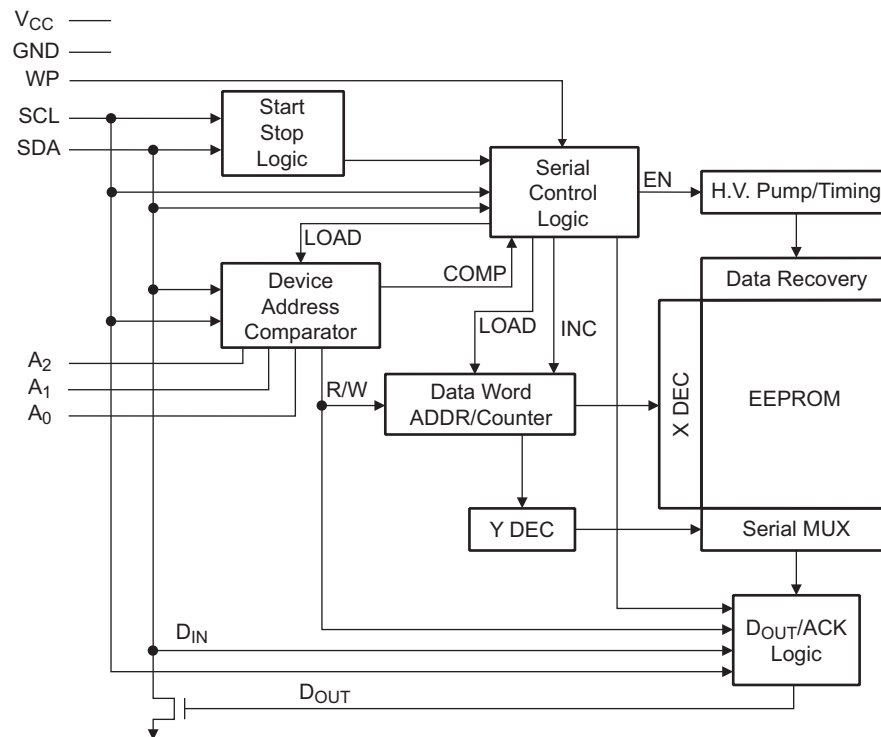 VCC
GND
WP
SCL
SDA
Start
Stop
Logic
Serial
Control
Logic
EN
H.V. Pump/Timing
LOAD
COMP
Device
Address
Comparator
LOAD
INC
Data Recovery
A2
A1
A0
R/W
Data Word
ADDR/Counter
X DEC
EEPROM
Y DEC
Serial MUX
DIN
DOUT/ACK
Logic
DOUT